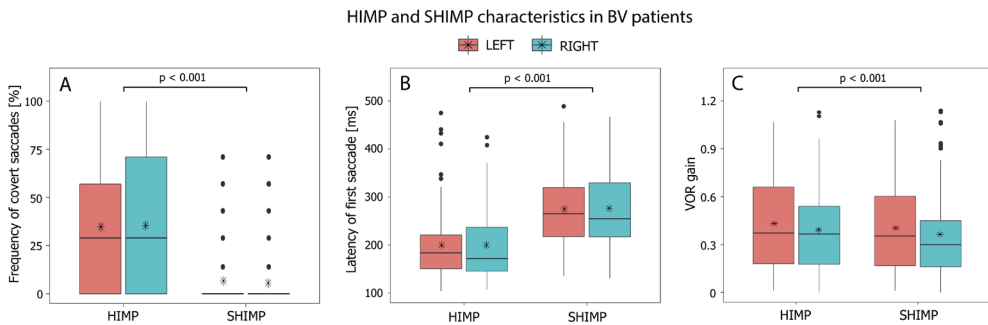 HIMP and SHIMP characteristics in BV patients
LEFT RIGHT
A
p < 0.001
Frequency of covert saccades [%]
100
75
50
25
0
HIMP SHIMP
B
p < 0.001
Latency of first saccade [ms]
500
400
300
200
100
HIMP SHIMP
C
p < 0.001
VOR gain
1.2
0.9
0.6
0.3
0
HIMP SHIMP